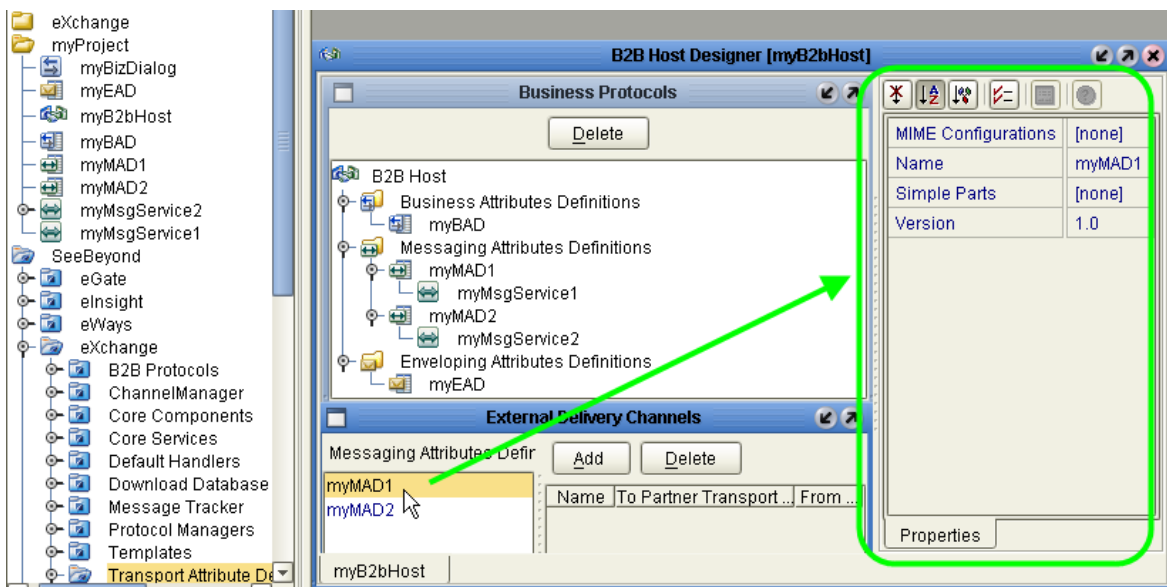 eXchange
myProject
myBizDialog
myEAD
myB2bHost
myBAD
myMAD1
myMAD2
myMsgService2
myMsgService1
SeeBeyond
eGate
eInsight
eWays
eXchange
B2B Protocols
ChannelManager
Core Components
Core Services
Default Handlers
Download Database
Message Tracker
Protocol Managers
Templates
Transport Attribute De
B2B Host Designer [myB2bHost]
Business Protocols
Delete
B2B Host
Business Attributes Definitions
myBAD
Messaging Attributes Definitions
myMAD1
myMsgService1
myMAD2
myMsgService2
Enveloping Attributes Definitions
myEAD
External Delivery Channels
Messaging Attributes Defir
Add Delete
myMAD1
myMAD2
Name To Partner Transport ... From ...
myB2bHost
MIME Configurations [none]
Name myMAD1
Simple Parts [none]
Version 1.0
Properties